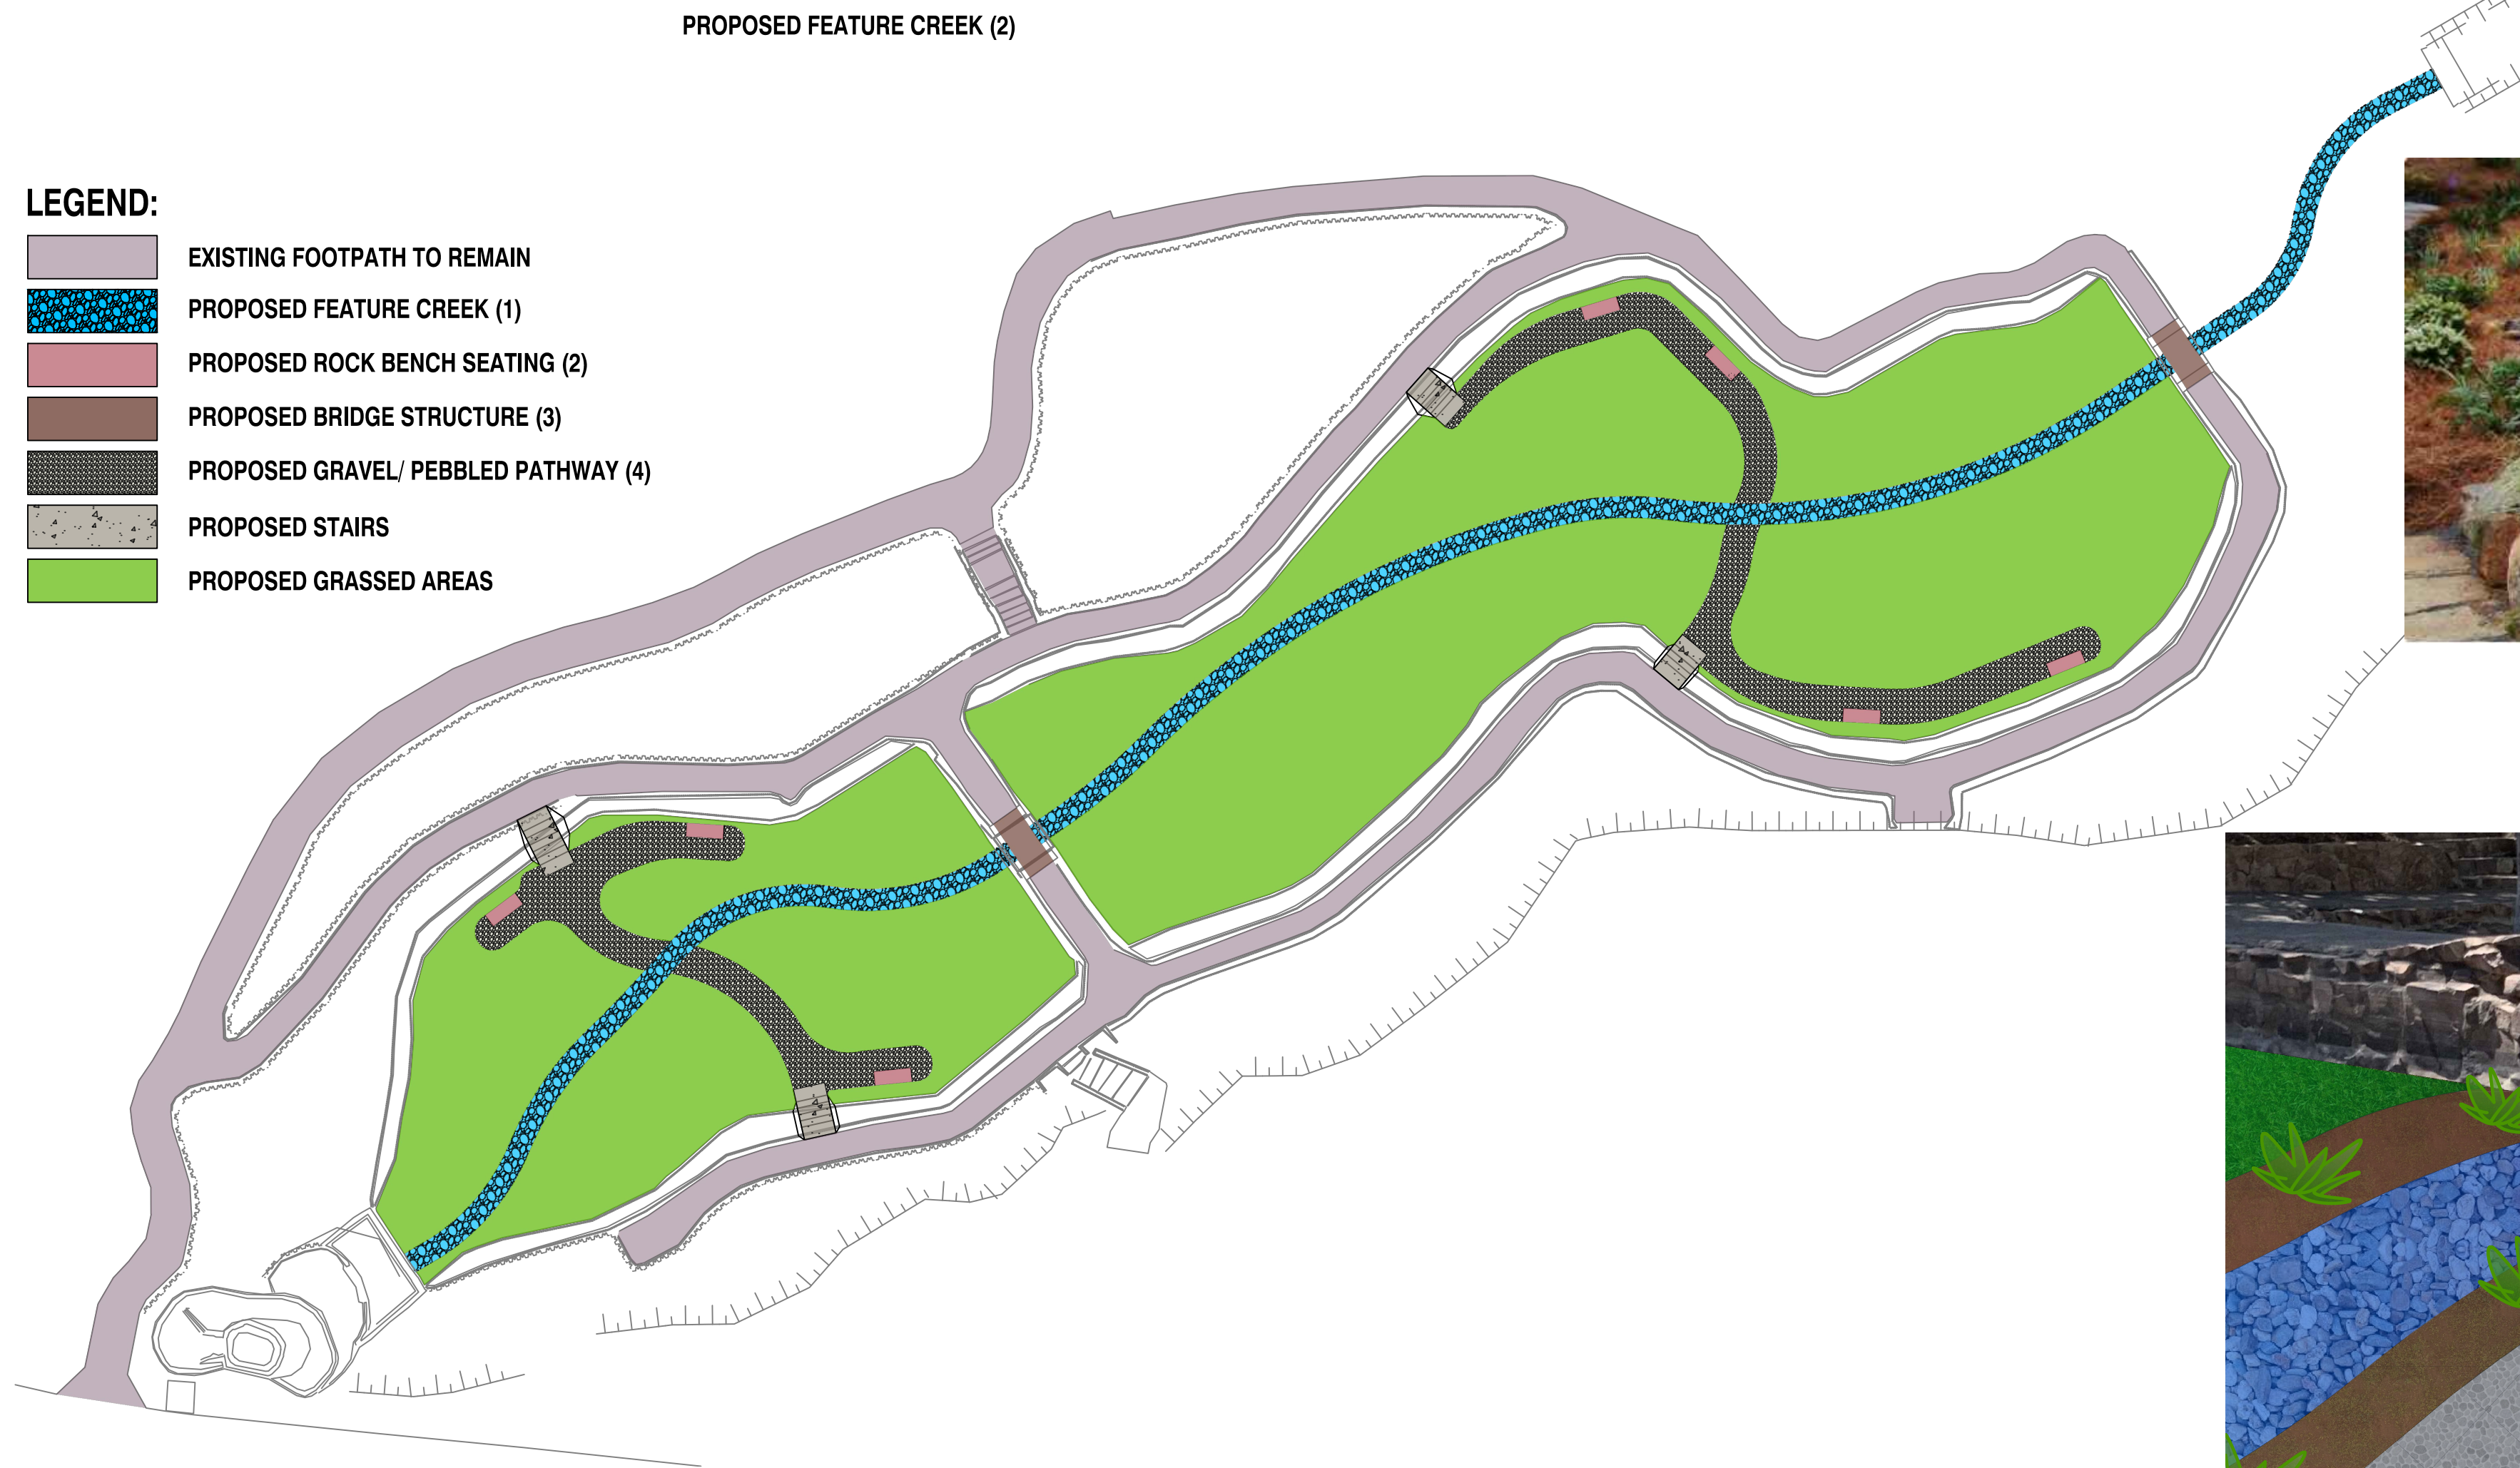 PROPOSED FEATURE CREEK (2)
LEGEND:
EXISTING FOOTPATH TO REMAIN
PROPOSED FEATURE CREEK (1)
PROPOSED ROCK BENCH SEATING (2)
PROPOSED BRIDGE STRUCTURE (3)
PROPOSED GRAVEL/ PEBBLED PATHWAY (4)
PROPOSED STAIRS
PROPOSED GRASSED AREAS